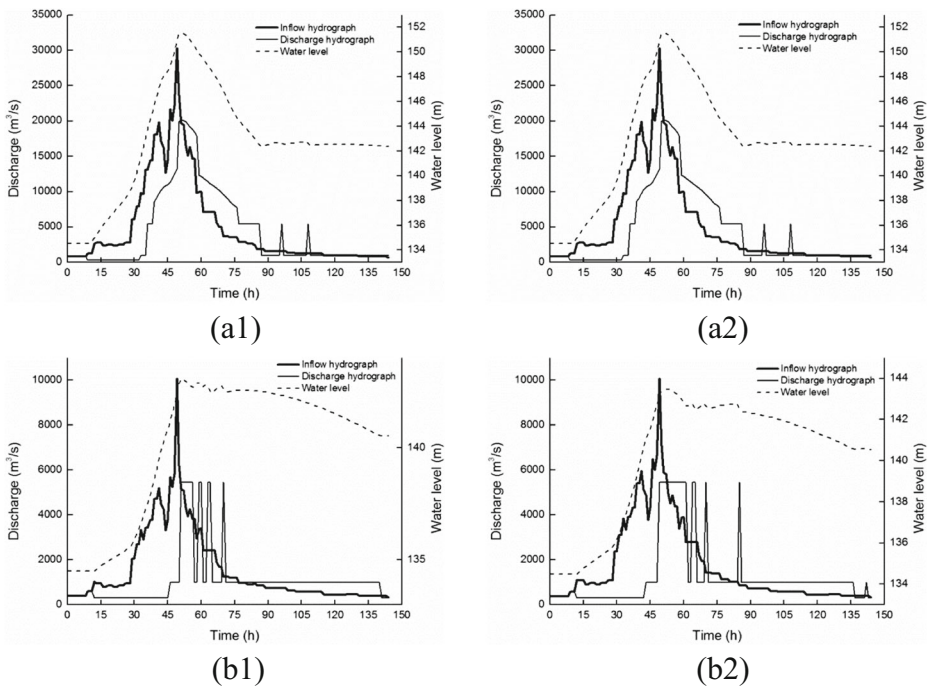 35000
30000
25000
20000
15000
10000
5000
0
Discharge (m³/s)
Inflow hydrograph
Discharge hydrograph
Water level
152
150
148
146
144
142
140
138
136
134
Water level (m)
0 15 30 45 60 75 90 105 120 135 150
Time (h)
(a1)
35000
30000
25000
20000
15000
10000
5000
0
Discharge (m³/s)
Inflow hydrograph
Discharge hydrograph
Water level
152
150
148
146
144
142
140
138
136
134
Water level (m)
0 15 30 45 60 75 90 105 120 135 150
Time (h)
(a2)
10000
8000
6000
4000
2000
0
Discharge (m³/s)
Inflow hydrograph
Discharge hydrograph
Water level
140
135
Water level (m)
0 15 30 45 60 75 90 105 120 135 150
Time (h)
(b1)
10000
8000
6000
4000
2000
0
Discharge (m³/s)
Inflow hydrograph
Discharge hydrograph
Water level
144
142
140
138
136
134
Water level (m)
0 15 30 45 60 75 90 105 120 135 150
Time (h)
(b2)